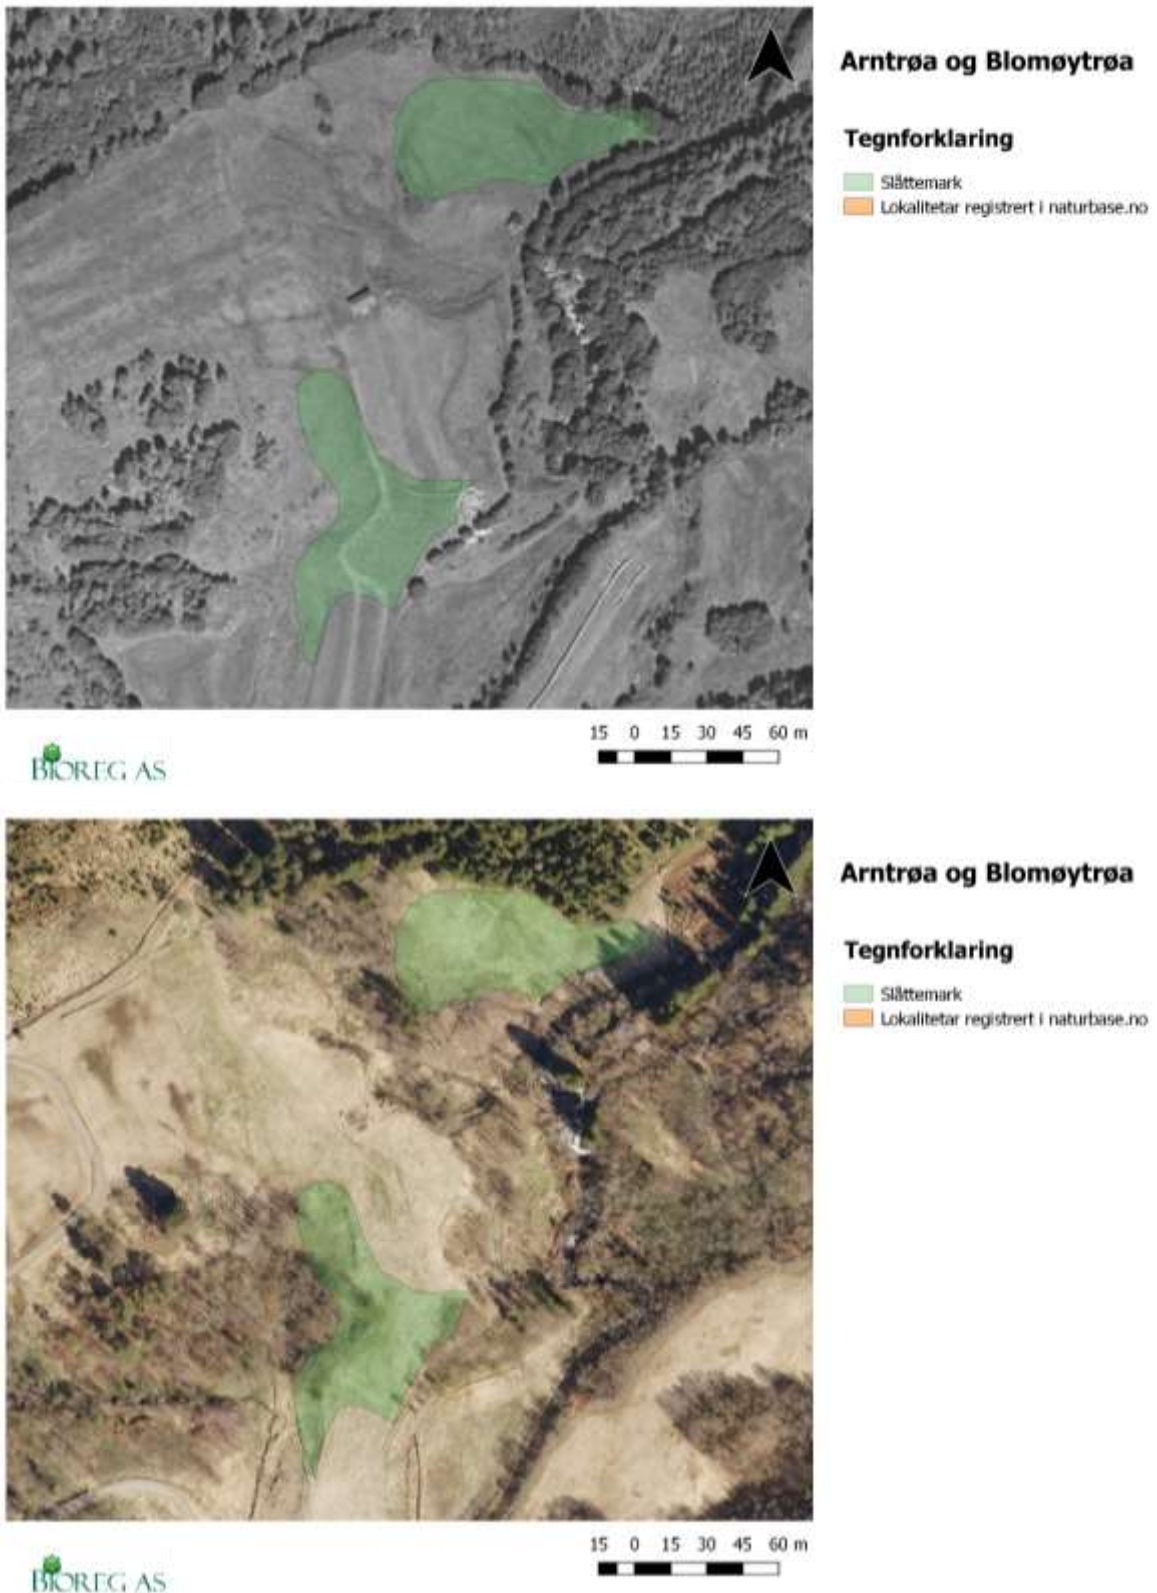 Arntrøa og Blomøytrøa
Tegnforklaring
Slåttemark
Lokalitetar registrert i naturbase.no
15 0 15 30 45 60 m
BIOREG AS
Arntrøa og Blomøytrøa
Tegnforklaring
Slåttemark
Lokalitetar registrert i naturbase.no
15 0 15 30 45 60 m
BIOREG AS